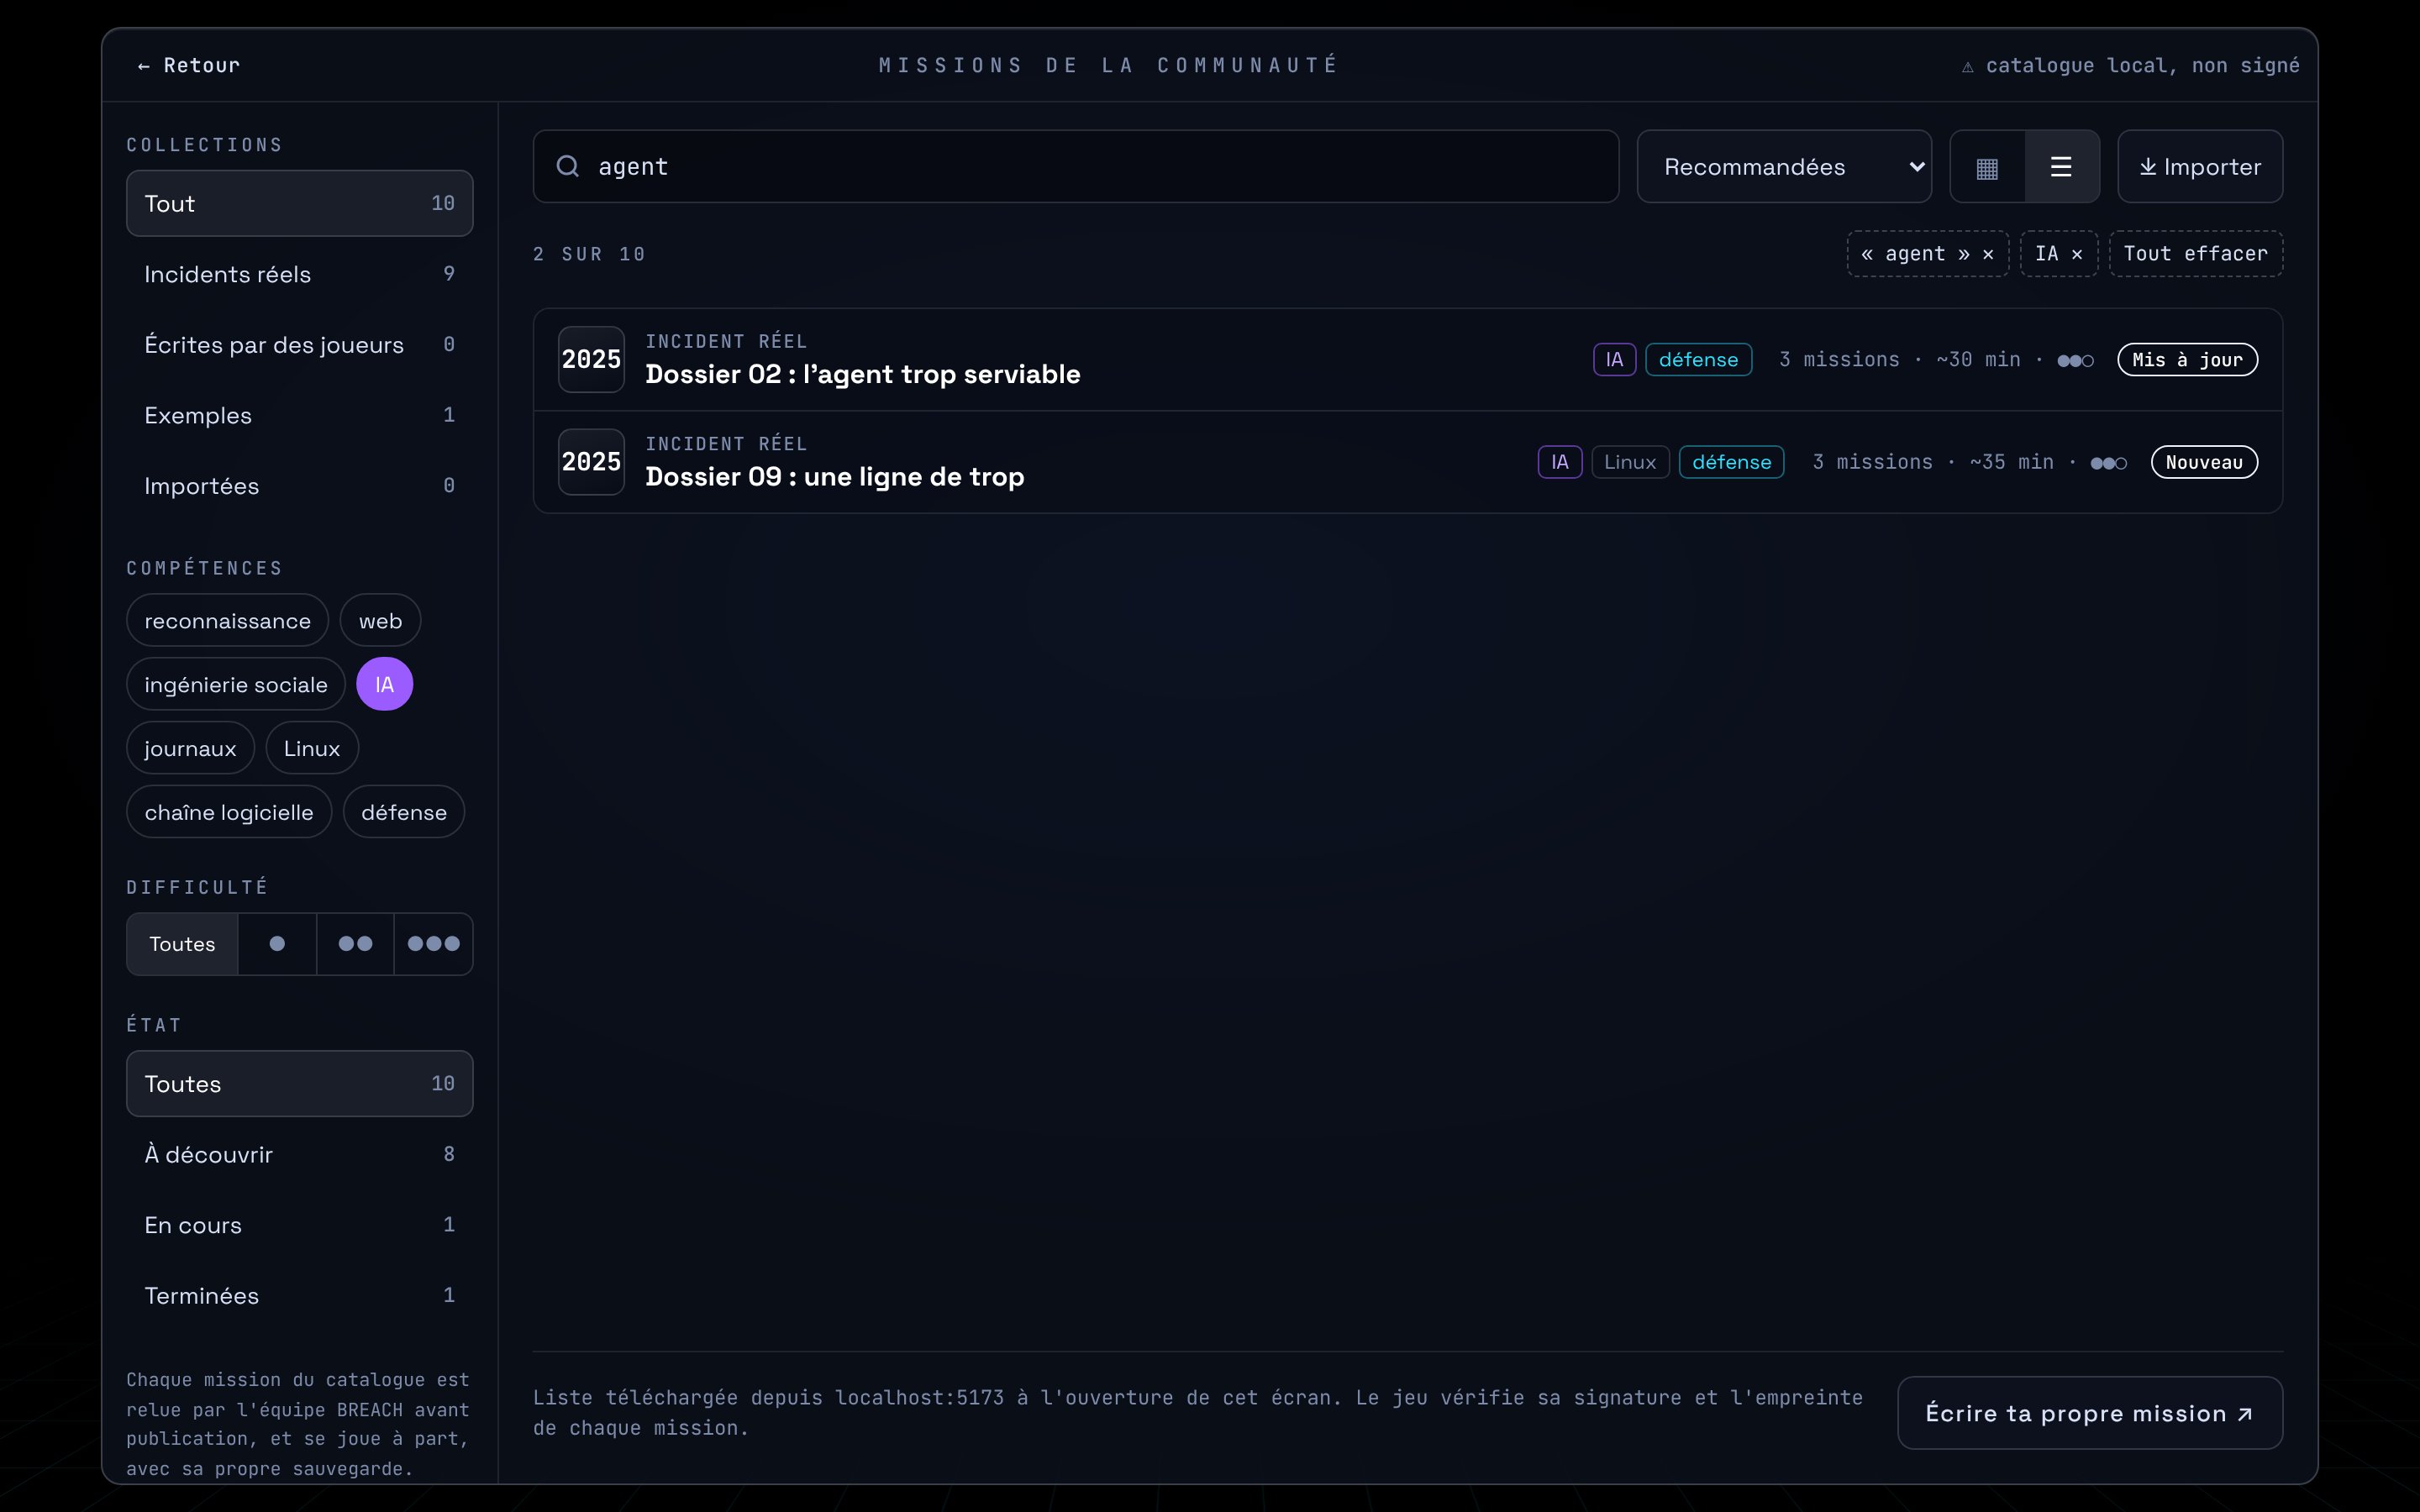 ← Retour
MISSIONS DE LA COMMUNAUTÉ
⚠ catalogue local, non signé
COLLECTIONS
Tout 10
Incidents réels 9
Écrites par des joueurs 0
Exemples 1
Importées 0
COMPÉTENCES
reconnaissance web
ingénierie sociale IA
journaux Linux
chaîne logicielle défense
DIFFICULTÉ
Toutes ● ●● ●●●
ÉTAT
Toutes 10
À découvrir 8
En cours 1
Terminées 1
Chaque mission du catalogue est
relue par l'équipe BREACH avant
publication, et se joue à part,
avec sa propre sauvegarde.
agent
Recommandées
Importer
2 SUR 10
« agent » × IA × Tout effacer
2025
INCIDENT RÉEL
Dossier 02 : l’agent trop serviable
IA défense 3 missions · ~30 min · ●●○ Mis à jour
2025
INCIDENT RÉEL
Dossier 09 : une ligne de trop
IA Linux défense 3 missions · ~35 min · ●●○ Nouveau
Liste téléchargée depuis localhost:5173 à l'ouverture de cet écran. Le jeu vérifie sa signature et l'empreinte
de chaque mission.
Écrire ta propre mission ↗